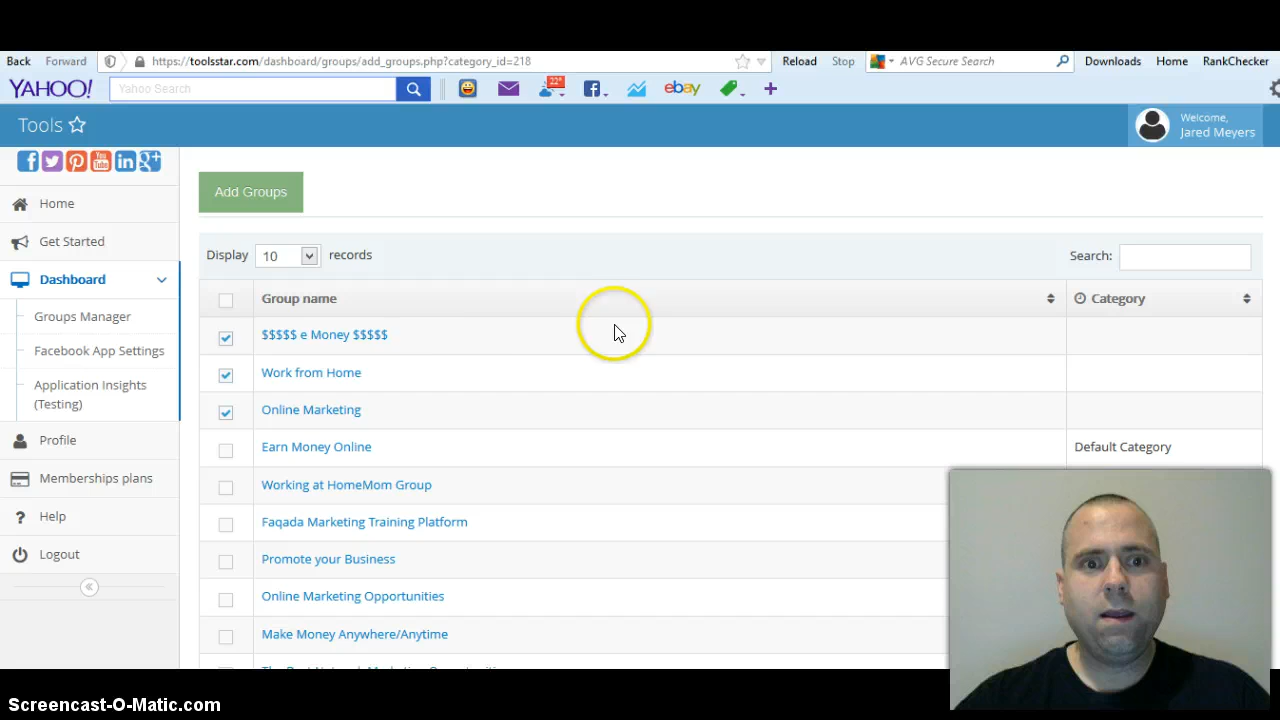 Back Forward https://toolsstar.com/dashboard/groups/add_groups.php?category_id=218 Reload Stop AVG Secure Search Downloads Home RankChecker
YAHOO! Yahoo Search 22° ebay
Tools
Welcome,
Jared Meyers
You
Tube
Add Groups
Home
Get Started
Display 10 records Search:
Dashboard
Group name Category
Groups Manager
$$$$$ e Money $$$$$
Facebook App Settings
Work from Home
Application Insights
(Testing)
Online Marketing
Profile
Earn Money Online Default Category
Memberships plans
Working at HomeMom Group
Help
Faqada Marketing Training Platform
Logout
Promote your Business
Online Marketing Opportunities
Make Money Anywhere/Anytime
Screencast-O-Matic.com